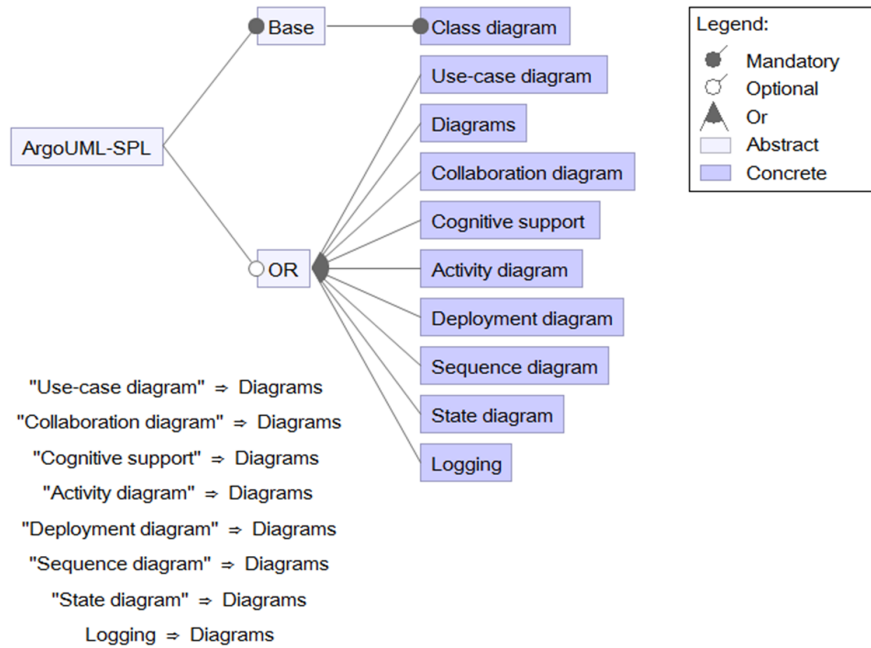 Base
Class diagram
Use-case diagram
Diagrams
ArgoUML-SPL
Collaboration diagram
Cognitive support
OR
Activity diagram
Deployment diagram
Sequence diagram
State diagram
Logging
Legend:
Mandatory
Optional
Or
Abstract
Concrete
"Use-case diagram" ⇒ Diagrams
"Collaboration diagram" ⇒ Diagrams
"Cognitive support" ⇒ Diagrams
"Activity diagram" ⇒ Diagrams
"Deployment diagram" ⇒ Diagrams
"Sequence diagram" ⇒ Diagrams
"State diagram" ⇒ Diagrams
Logging ⇒ Diagrams